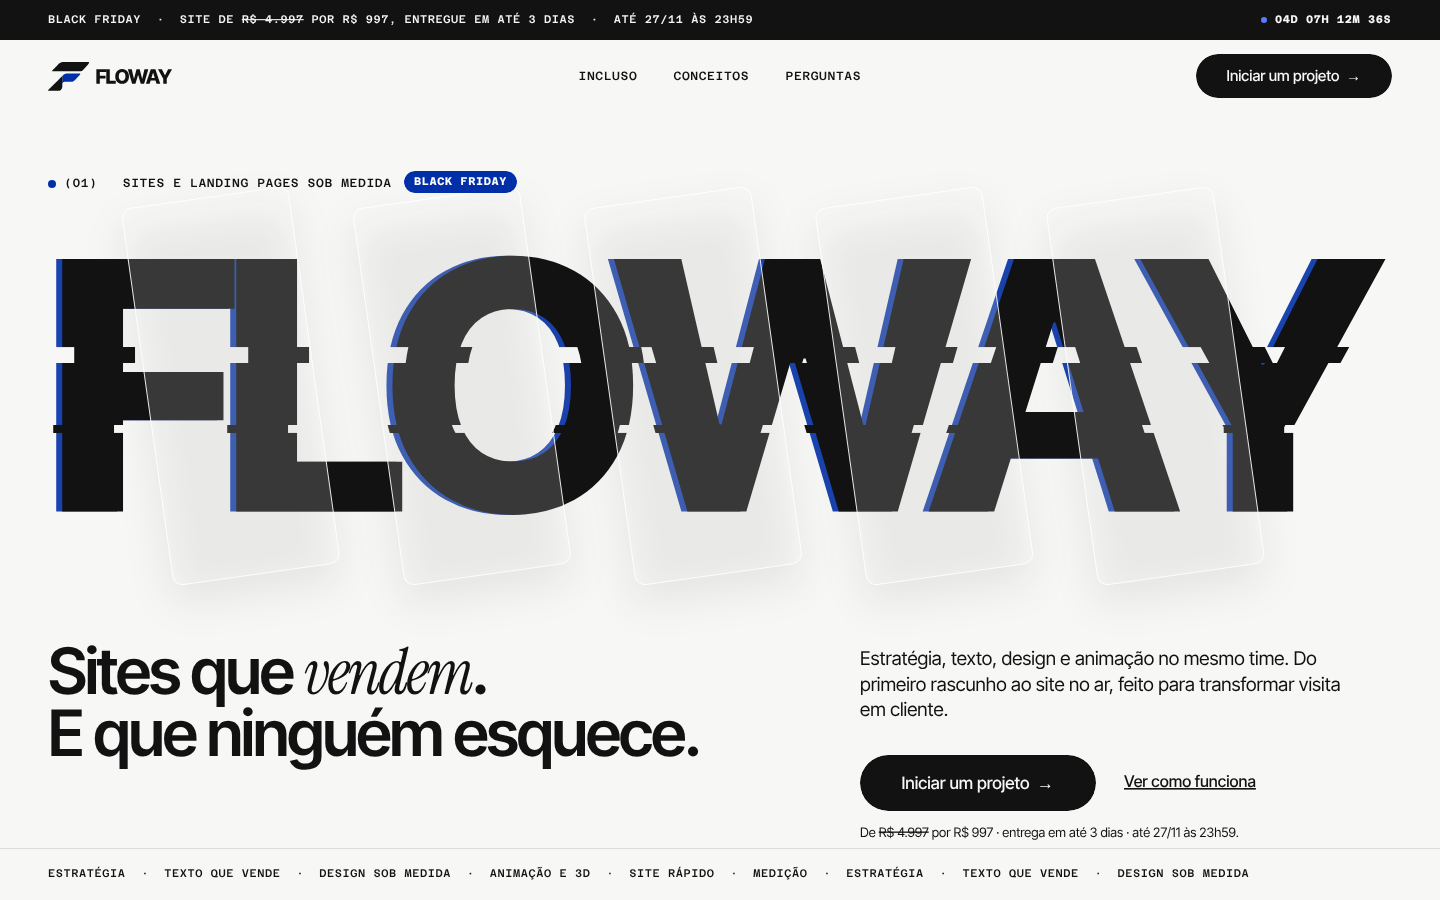 BLACK FRIDAY · SITE DE R$ 4.997 POR R$ 997, ENTREGUE EM ATÉ 3 DIAS · ATÉ 27/11 ÀS 23H59
04D 07H 12M 36S
FLOWAY
INCLUSO CONCEITOS PERGUNTAS
Iniciar um projeto →
(01) SITES E LANDING PAGES SOB MEDIDA BLACK FRIDAY
FLOWAY
Sites que vendem.
E que ninguém esquece.
Estratégia, texto, design e animação no mesmo time. Do
primeiro rascunho ao site no ar, feito para transformar visita
em cliente.
Iniciar um projeto → Ver como funciona
De R$ 4.997 por R$ 997 · entrega em até 3 dias · até 27/11 às 23h59.
ESTRATÉGIA · TEXTO QUE VENDE · DESIGN SOB MEDIDA · ANIMAÇÃO E 3D · SITE RÁPIDO · MEDIÇÃO · ESTRATÉGIA · TEXTO QUE VENDE · DESIGN SOB MEDIDA